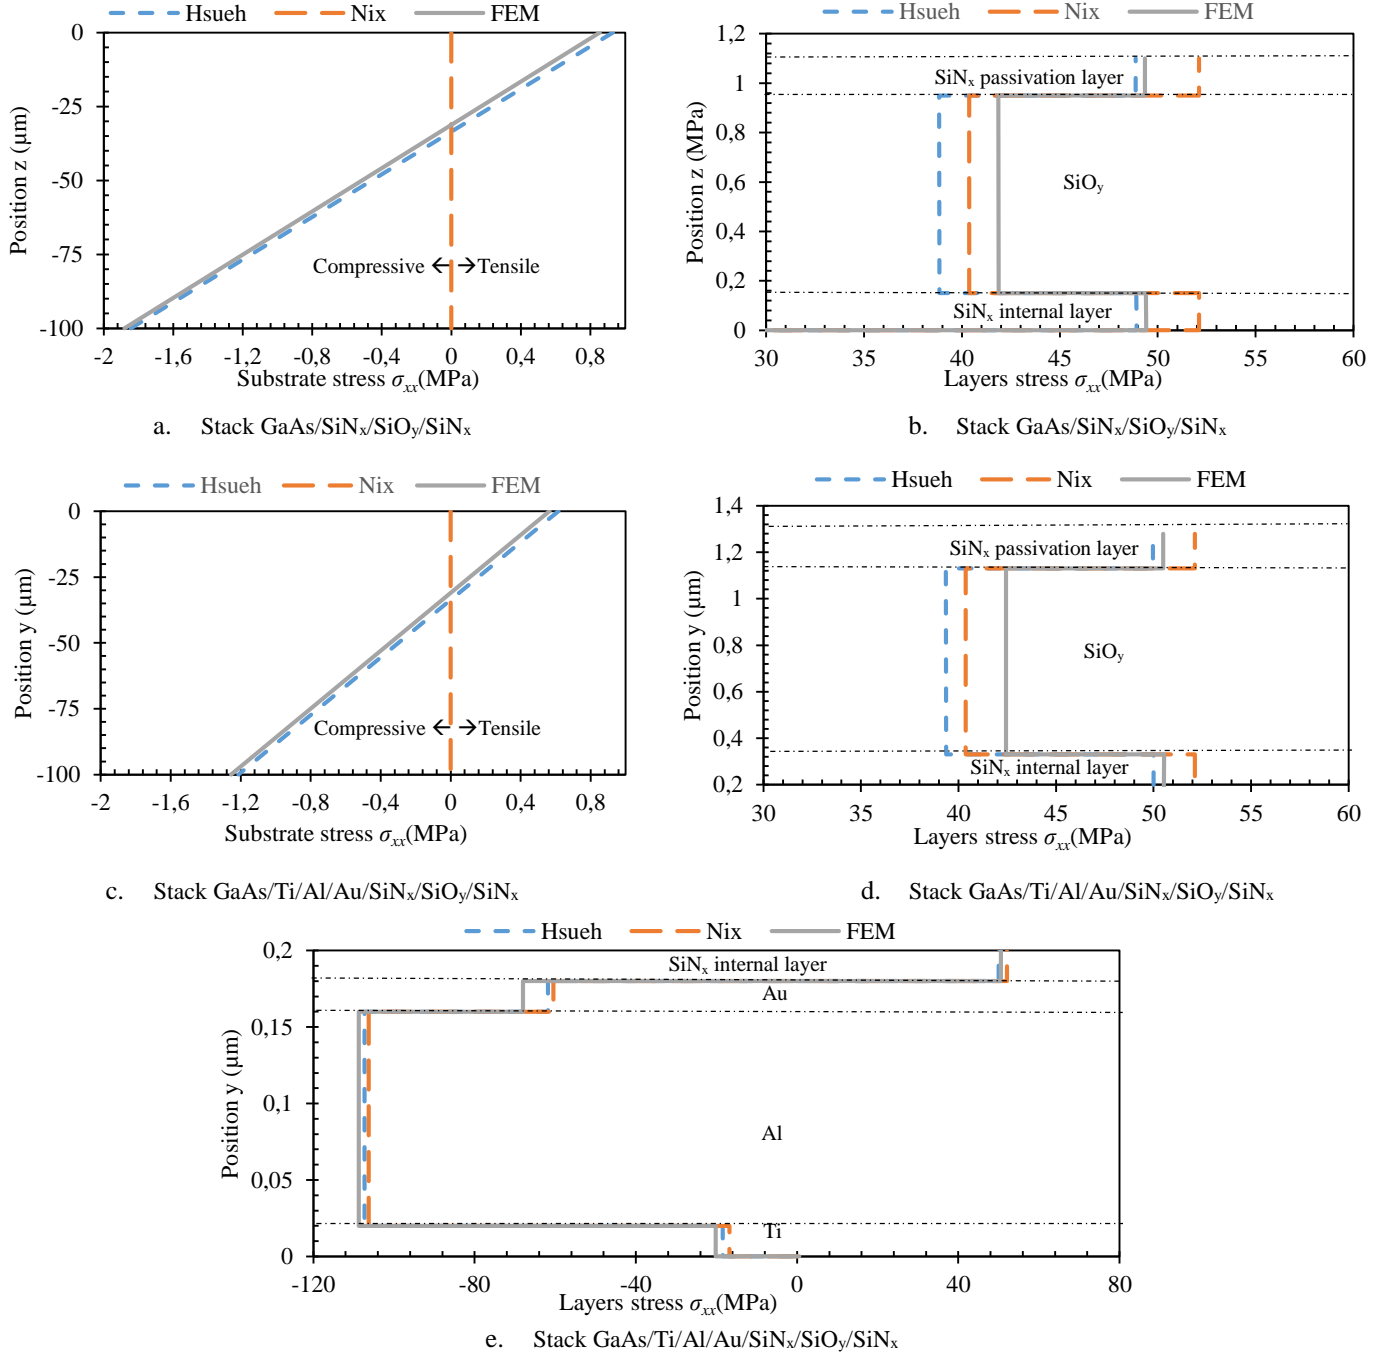 Hsueh Nix FEM
0
-25
-50
-75
-100
Position z (µm)
Compressive ←→ Tensile
-2 -1,6 -1,2 -0,8 -0,4 0 0,4 0,8
Substrate stress σxx(MPa)
a. Stack GaAs/SiNx/SiOy/SiNx
Hsueh Nix FEM
1,2
1
0,8
0,6
0,4
0,2
0
Position z (MPa)
SiNx passivation layer
SiOy
SiNx internal layer
30 35 40 45 50 55 60
Layers stress σxx(MPa)
b. Stack GaAs/SiNx/SiOy/SiNx
Hsueh Nix FEM
0
-25
-50
-75
-100
Position y (µm)
Compressive ←→ Tensile
-2 -1,6 -1,2 -0,8 -0,4 0 0,4 0,8
Substrate stress σxx(MPa)
c. Stack GaAs/Ti/Al/Au/SiNx/SiOy/SiNx
Hsueh Nix FEM
1,4
1,2
1
0,8
0,6
0,4
0,2
Position y (µm)
SiNx passivation layer
SiOy
SiNx internal layer
30 35 40 45 50 55 60
Layers stress σxx(MPa)
d. Stack GaAs/Ti/Al/Au/SiNx/SiOy/SiNx
Hsueh Nix FEM
0,2
0,15
0,1
0,05
0
Position y (µm)
SiNx internal layer
Au
Al
Ti
-120 -80 -40 0 40 80
Layers stress σxx(MPa)
e. Stack GaAs/Ti/Al/Au/SiNx/SiOy/SiNx